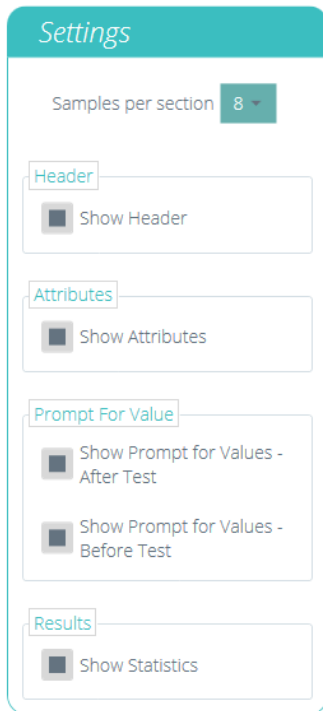 Settings
Samples per section 8
Header
Show Header
Attributes
Show Attributes
Prompt For Value
Show Prompt for Values -
After Test
Show Prompt for Values -
Before Test
Results
Show Statistics